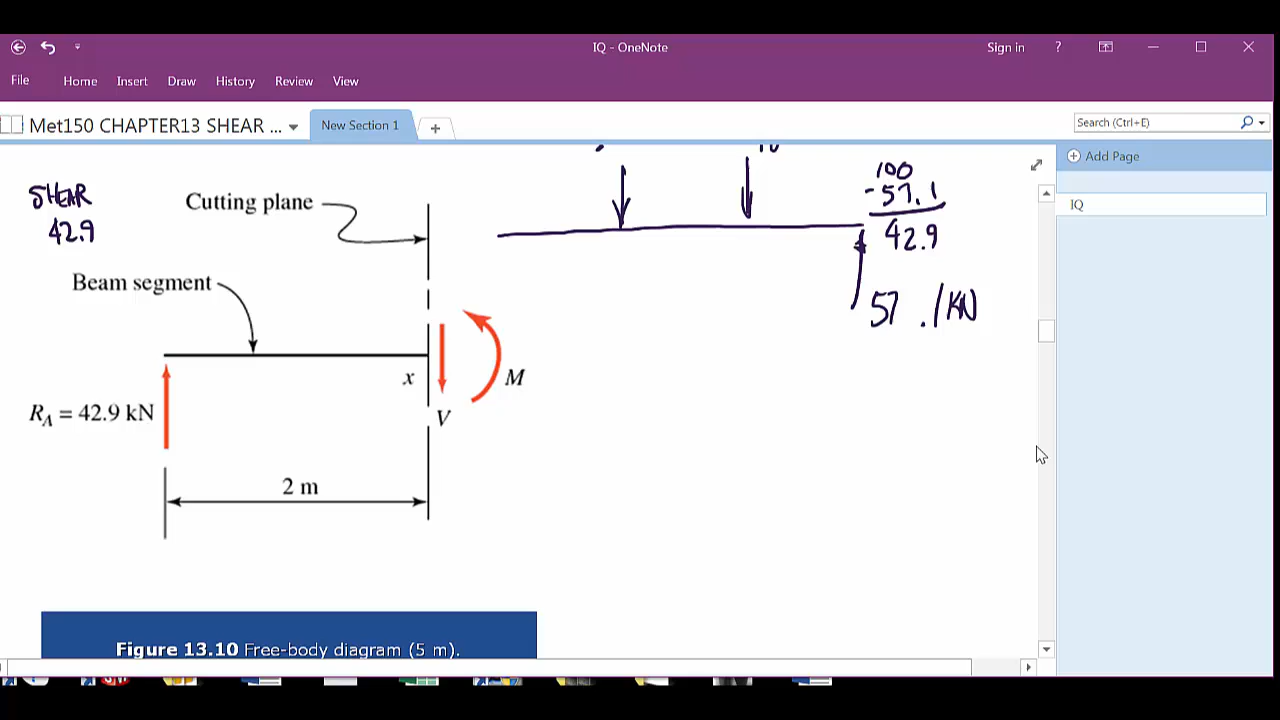 IQ - OneNote
Sign in
?
File
Home
Insert
Draw
History
Review
View
Met150 CHAPTER13 SHEAR ...
New Section 1
+
Search (Ctrl+E)
Add Page
IQ
SHEAR
42.9
Cutting plane
Beam segment
x
M
V
R_A = 42.9 kN
2 m
100
-57.1
42.9
57.1 KN
Figure 13.10 Free-body diagram (5 m).